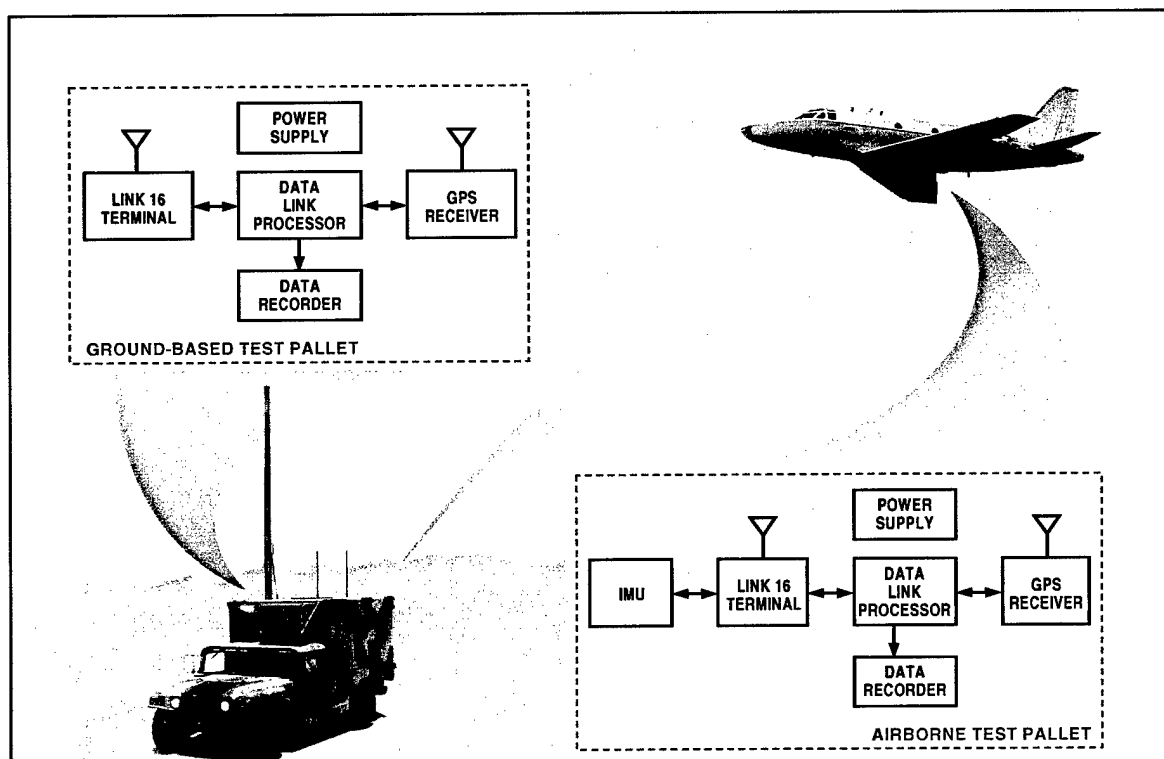 POWER
SUPPLY
LINK 16
TERMINAL
DATA
LINK
PROCESSOR
GPS
RECEIVER
DATA
RECORDER
GROUND-BASED TEST PALLET
POWER
SUPPLY
IMU
LINK 16
TERMINAL
DATA
LINK
PROCESSOR
GPS
RECEIVER
DATA
RECORDER
AIRBORNE TEST PALLET